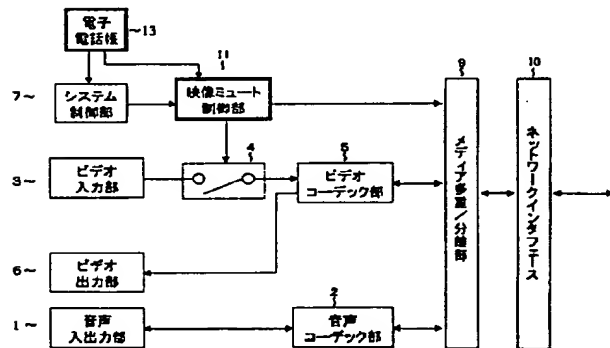 電子
電話帳
13
11
7
システム
制御部
映像ミュート
制御部
9
10
3
ビデオ
入力部
4
5
ビデオ
コーデック部
メディア多重/分離部
ネットワークインタフェース
6
ビデオ
出力部
2
1
音声
入出力部
音声
コーデック部